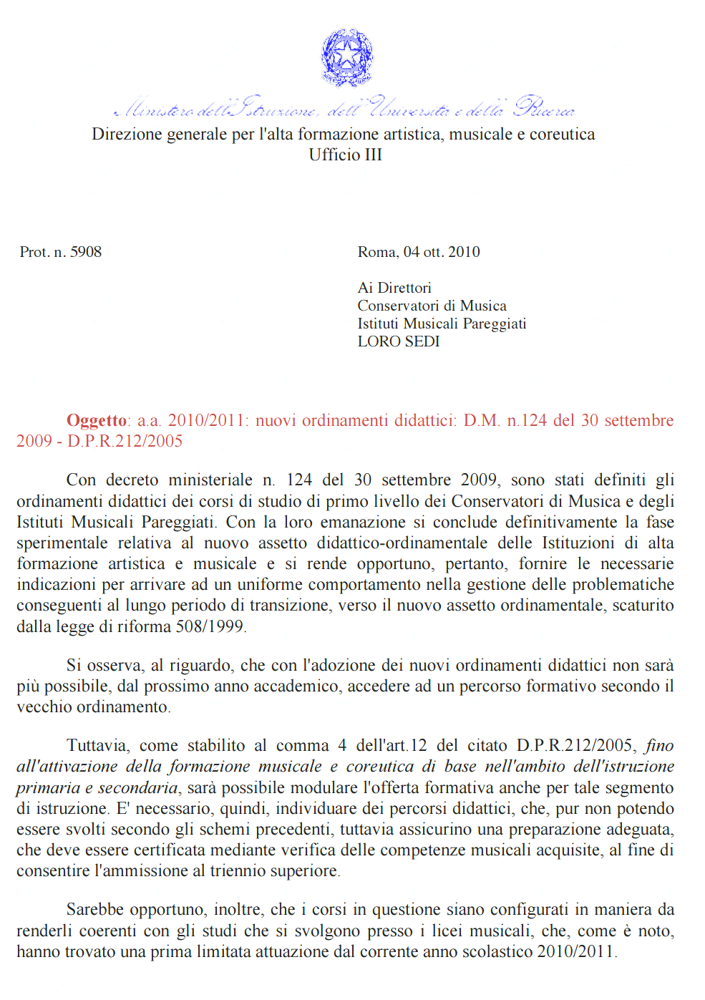 Ministero dell'Istruzione, dell'Università e della Ricerca
Direzione generale per l'alta formazione artistica, musicale e coreutica
Ufficio III
Prot. n. 5908
Roma, 04 ott. 2010
Ai Direttori
Conservatori di Musica
Istituti Musicali Pareggiati
LORO SEDI
Oggetto: a.a. 2010/2011: nuovi ordinamenti didattici: D.M. n.124 del 30 settembre
2009 - D.P.R.212/2005
Con decreto ministeriale n. 124 del 30 settembre 2009, sono stati definiti gli
ordinamenti didattici dei corsi di studio di primo livello dei Conservatori di Musica e degli
Istituti Musicali Pareggiati. Con la loro emanazione si conclude definitivamente la fase
sperimentale relativa al nuovo assetto didattico-ordinamentale delle Istituzioni di alta
formazione artistica e musicale e si rende opportuno, pertanto, fornire le necessarie
indicazioni per arrivare ad un uniforme comportamento nella gestione delle problematiche
conseguenti al lungo periodo di transizione, verso il nuovo assetto ordinamentale, scaturito
dalla legge di riforma 508/1999.
Si osserva, al riguardo, che con l'adozione dei nuovi ordinamenti didattici non sarà
più possibile, dal prossimo anno accademico, accedere ad un percorso formativo secondo il
vecchio ordinamento.
Tuttavia, come stabilito al comma 4 dell'art.12 del citato D.P.R.212/2005, fino
all'attivazione della formazione musicale e coreutica di base nell'ambito dell'istruzione
primaria e secondaria, sarà possibile modulare l'offerta formativa anche per tale segmento
di istruzione. E' necessario, quindi, individuare dei percorsi didattici, che, pur non potendo
essere svolti secondo gli schemi precedenti, tuttavia assicurino una preparazione adeguata,
che deve essere certificata mediante verifica delle competenze musicali acquisite, al fine di
consentire l'ammissione al triennio superiore.
Sarebbe opportuno, inoltre, che i corsi in questione siano configurati in maniera da
renderli coerenti con gli studi che si svolgono presso i licei musicali, che, come è noto,
hanno trovato una prima limitata attuazione dal corrente anno scolastico 2010/2011.